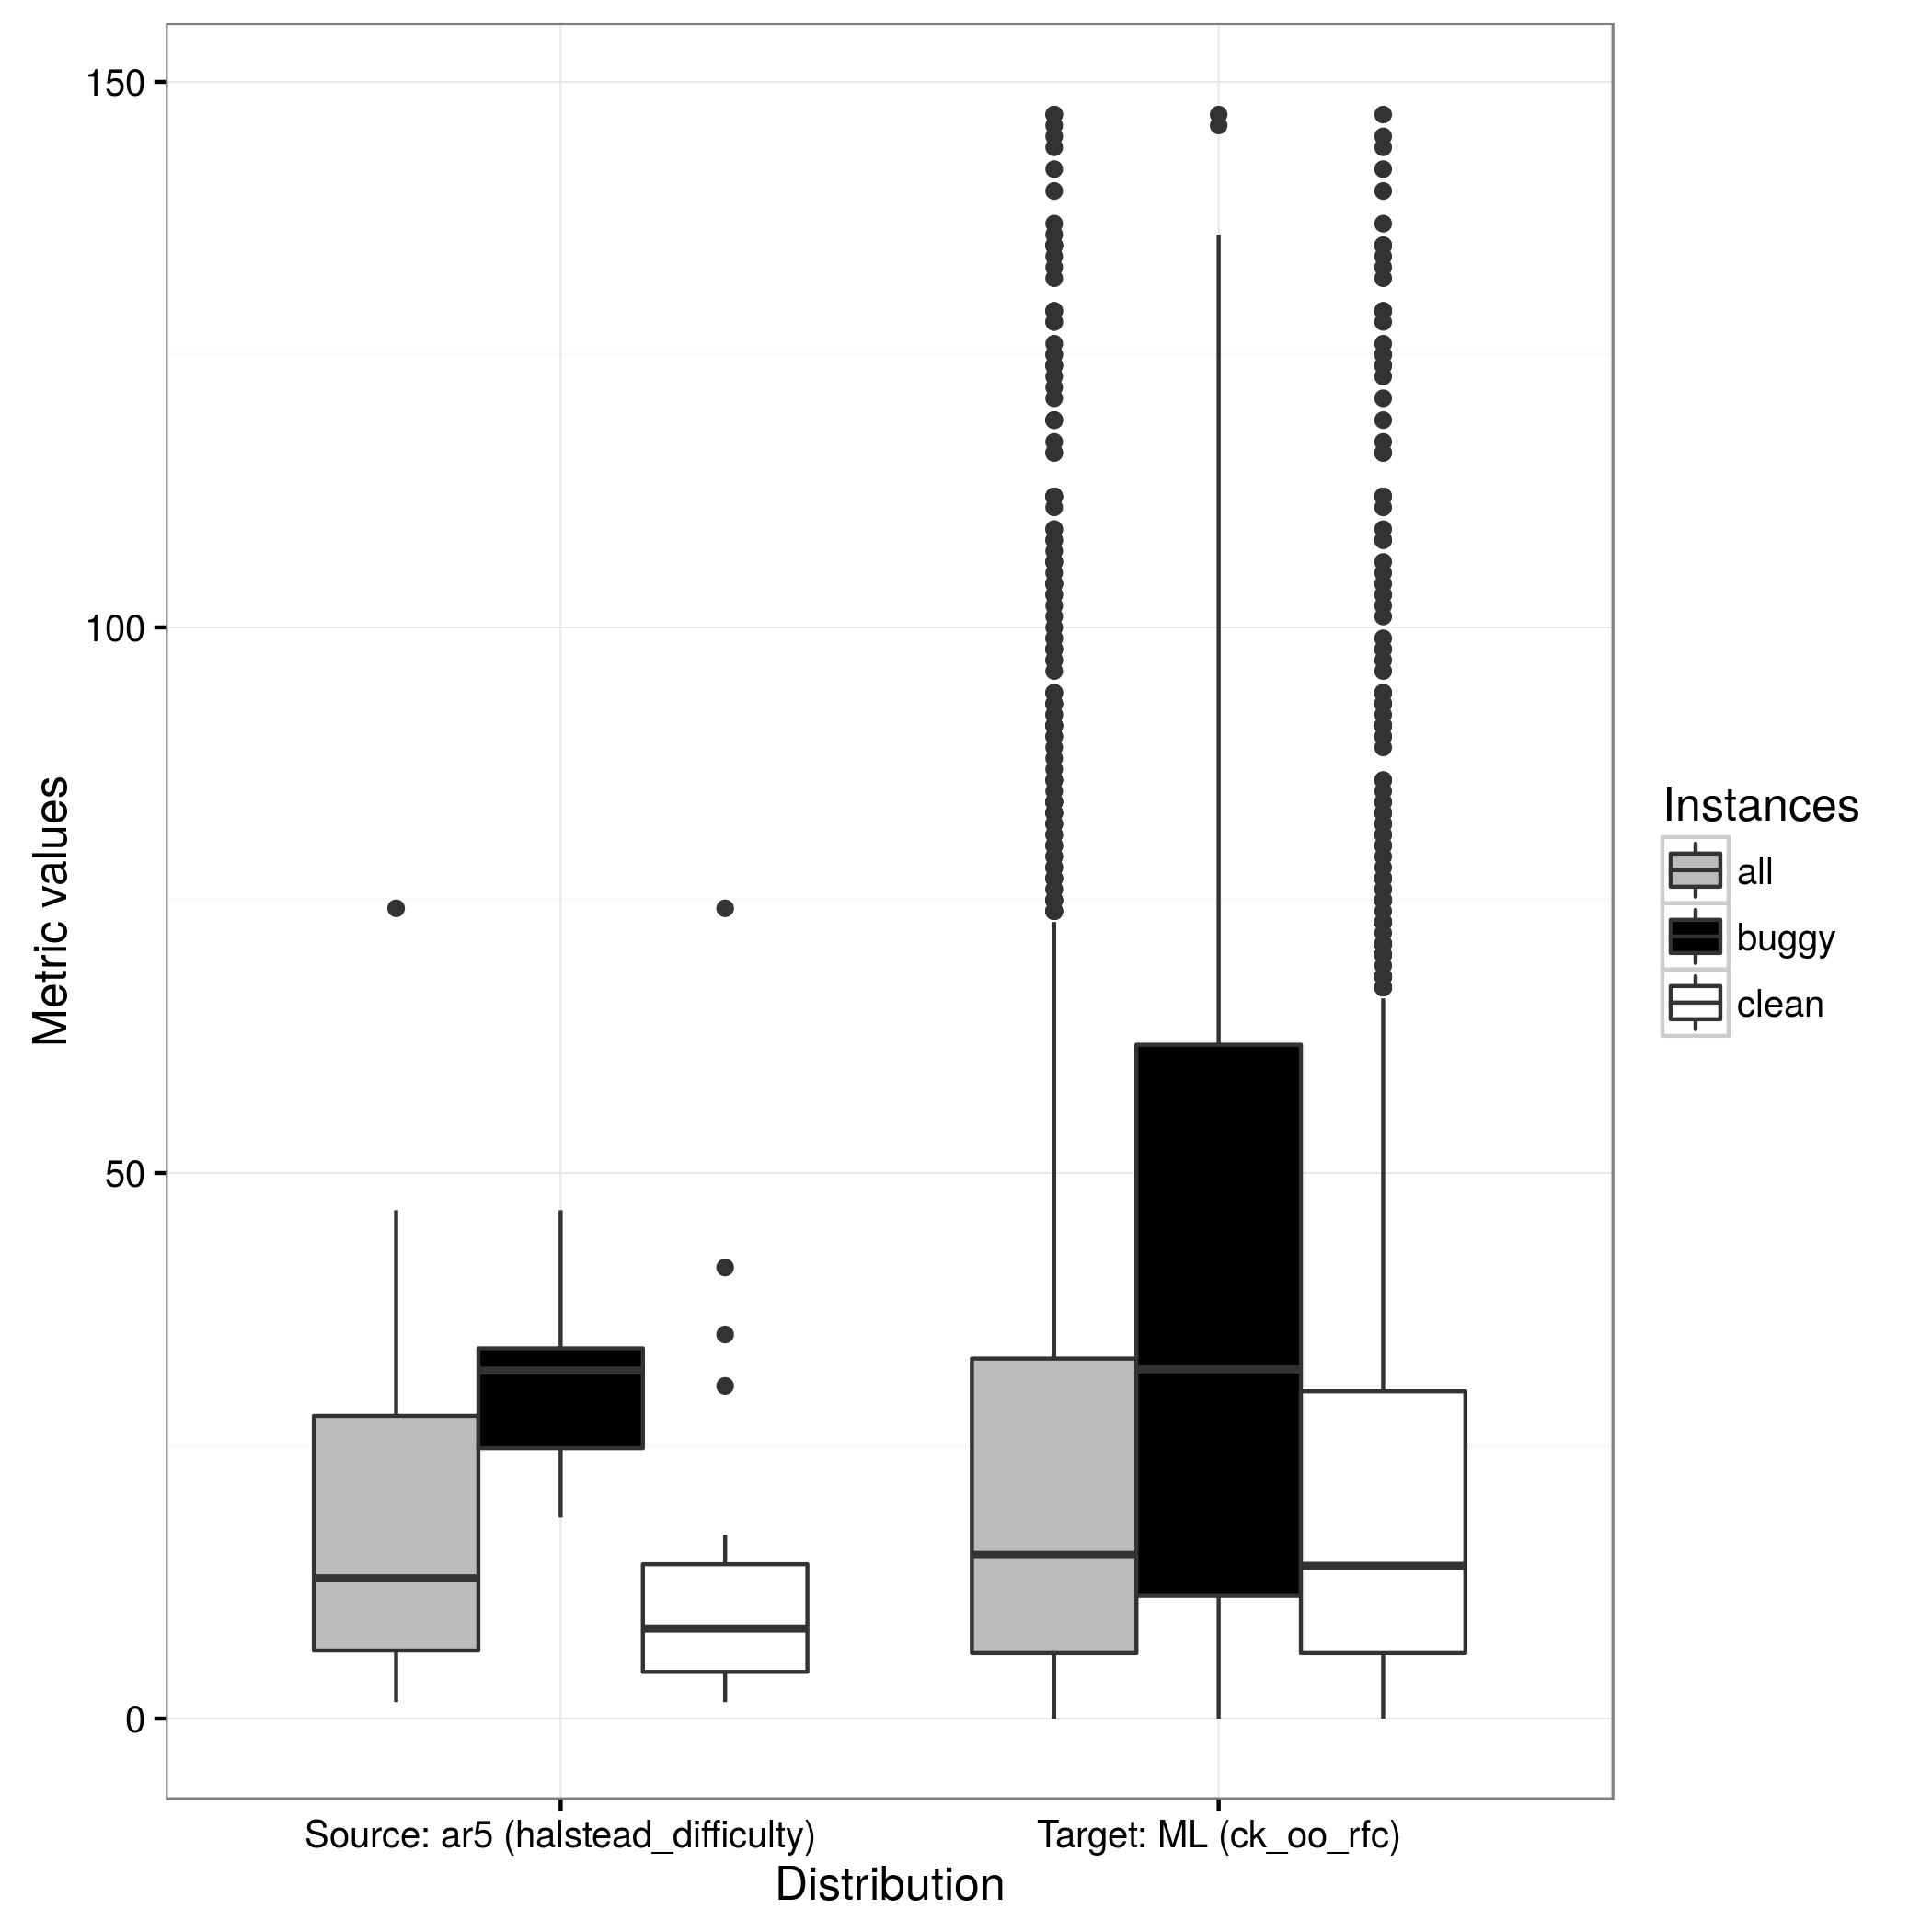 150
100
50
0
Metric values
Source: ar5 (halstead_difficulty)
Target: ML (ck_oo_rfc)
Distribution
Instances
all
buggy
clean